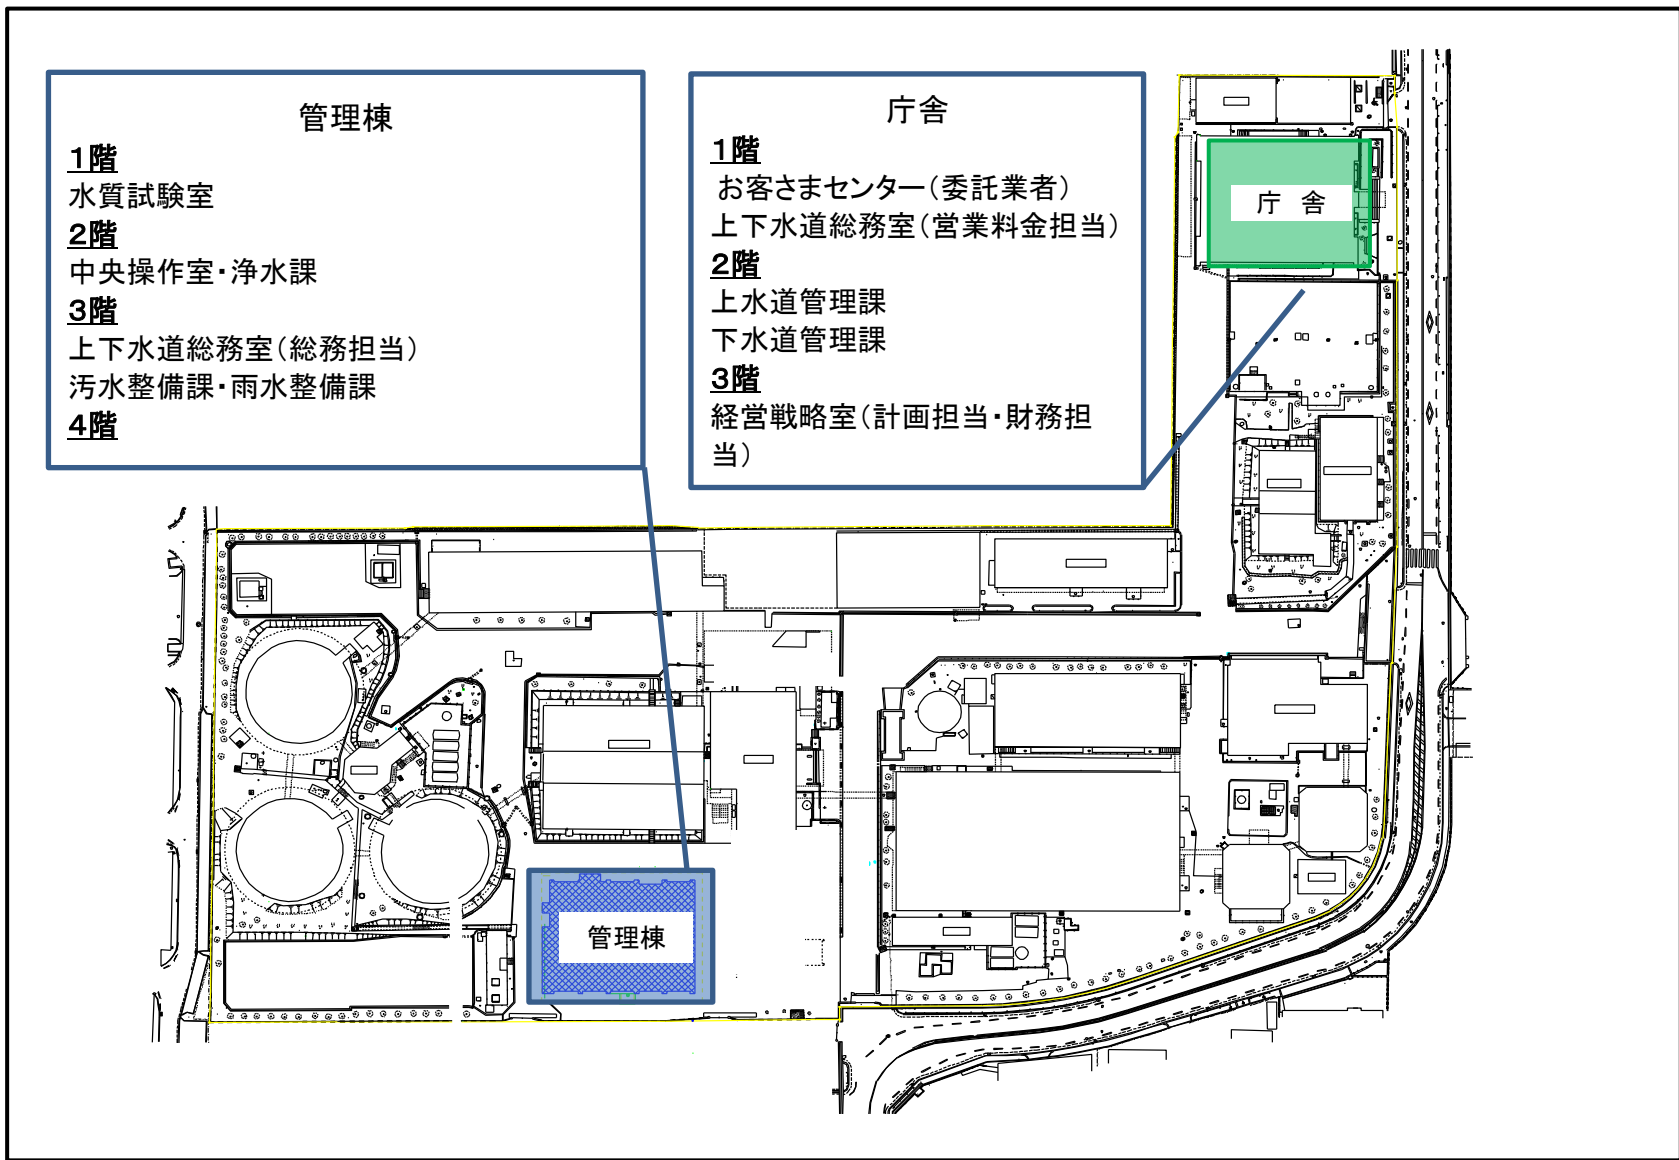 管理棟
1階
水質試験室
2階
中央操作室・浄水課
3階
上下水道総務室（総務担当）
汚水整備課・雨水整備課
4階
庁舎
1階
お客さまセンター（委託業者）
上下水道総務室（営業料金担当）
2階
上水道管理課
下水道管理課
3階
経営戦略室（計画担当・財務担
当）
庁 舎
管理棟